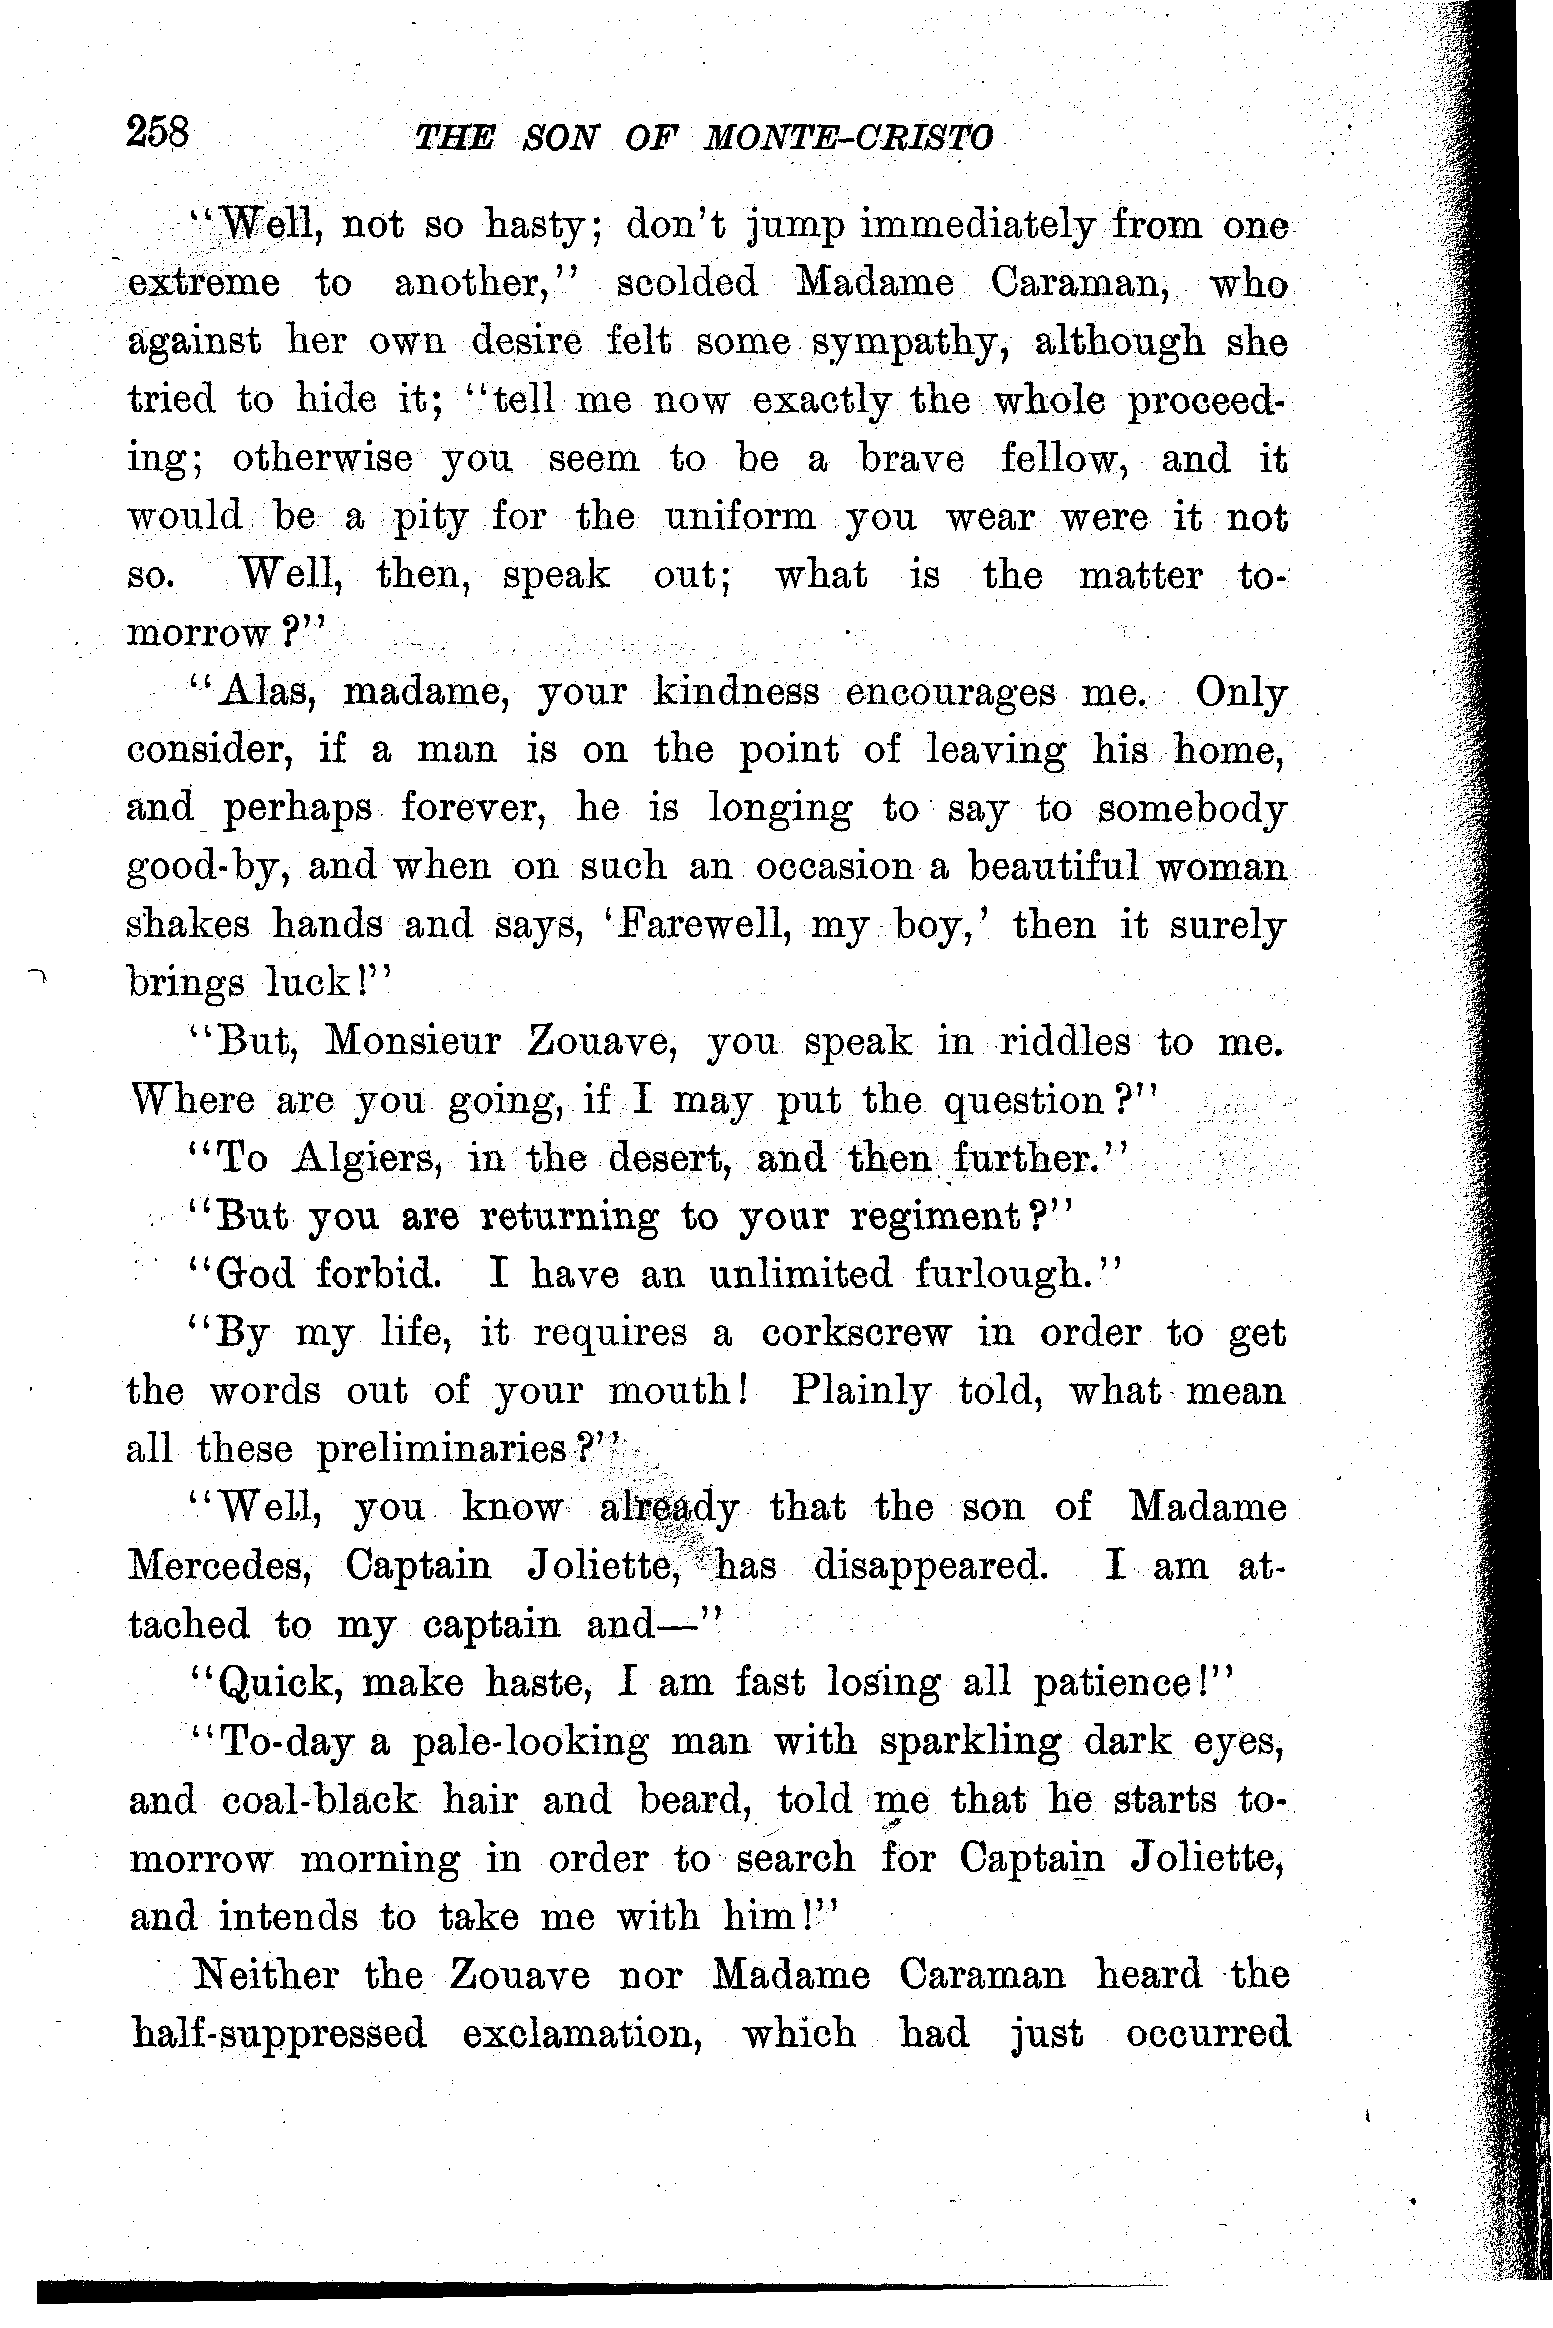 258 THE SON OF MONTE-CRISTO
"Well, not so hasty; don't jump immediately from one
extreme to another," scolded Madame Caraman, who
against her own desire felt some sympathy, although she
tried to hide it; "tell me now exactly the whole proceed-
ing; otherwise you seem to be a brave fellow, and it
would be a pity for the uniform you wear were it not
so. Well, then, speak out; what is the matter to-
morrow?"
"Alas, madame, your kindness encourages me. Only
consider, if a man is on the point of leaving his home,
and perhaps forever, he is longing to say to somebody
good-by, and when on such an occasion a beautiful woman
shakes hands and says, 'Farewell, my boy,' then it surely
brings luck!"
"But, Monsieur Zouave, you speak in riddles to me.
Where are you going, if I may put the question?"
"To Algiers, in the desert, and then further."
"But you are returning to your regiment?"
"God forbid. I have an unlimited furlough."
"By my life, it requires a corkscrew in order to get
the words out of your mouth! Plainly told, what mean
all these preliminaries?"
"Well, you know already that the son of Madame
Mercedes, Captain Joliette, has disappeared. I am at-
tached to my captain and—"
"Quick, make haste, I am fast losing all patience!"
"To-day a pale-looking man with sparkling dark eyes,
and coal-black hair and beard, told me that he starts to-
morrow morning in order to search for Captain Joliette,
and intends to take me with him!"
Neither the Zouave nor Madame Caraman heard the
half-suppressed exclamation, which had just occurred